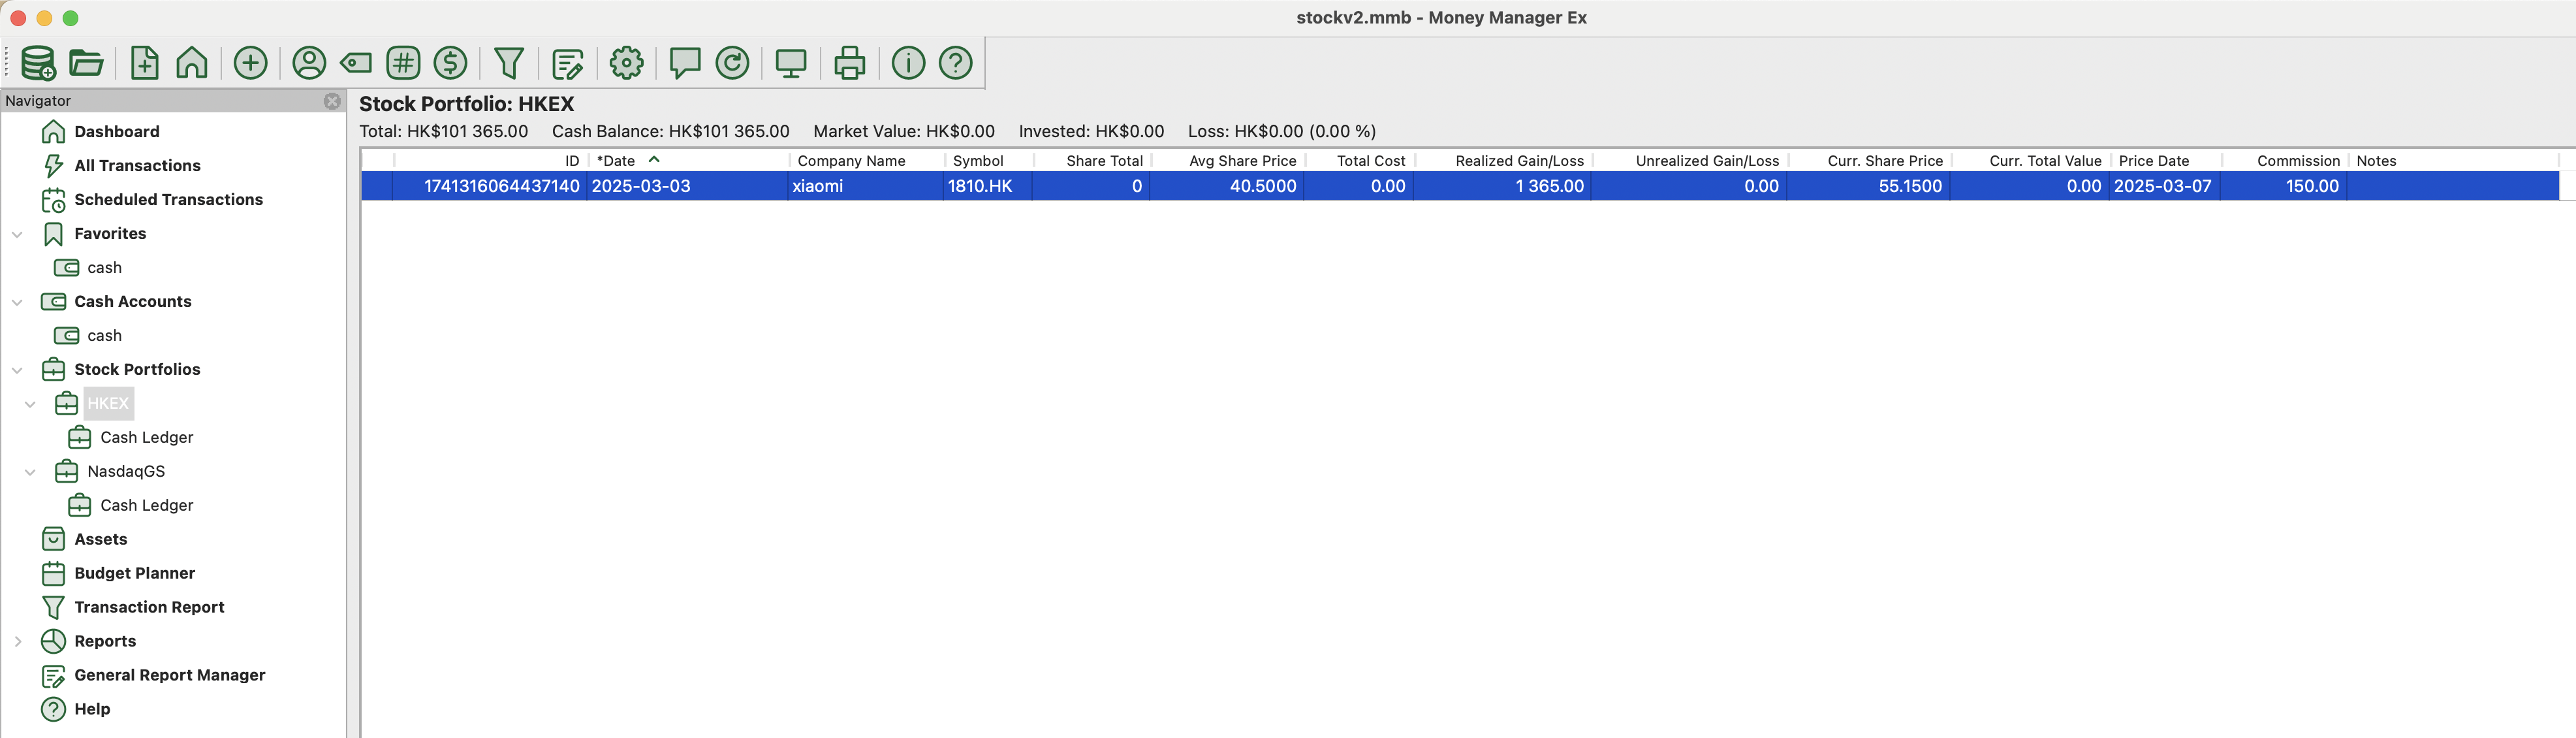 stockv2.mmb - Money Manager Ex
Navigator
Dashboard
All Transactions
Scheduled Transactions
Favorites
cash
Cash Accounts
cash
Stock Portfolios
HKEX
Cash Ledger
NasdaqGS
Cash Ledger
Assets
Budget Planner
Transaction Report
Reports
General Report Manager
Help
Stock Portfolio: HKEX
Total: HK$101 365.00 Cash Balance: HK$101 365.00 Market Value: HK$0.00 Invested: HK$0.00 Loss: HK$0.00 (0.00 %)
ID *Date Company Name Symbol Share Total Avg Share Price Total Cost Realized Gain/Loss Unrealized Gain/Loss Curr. Share Price Curr. Total Value Price Date Commission Notes
1741316064437140 2025-03-03 xiaomi 1810.HK 0 40.5000 0.00 1 365.00 0.00 55.1500 0.00 2025-03-07 150.00